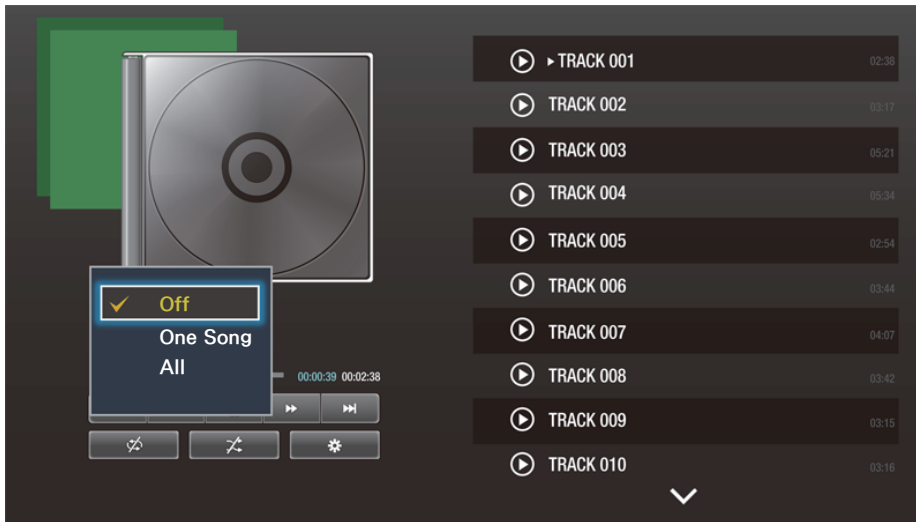 TRACK 001 02:38
TRACK 002 03:17
TRACK 003 05:21
TRACK 004 05:34
TRACK 005 02:54
TRACK 006 03:44
TRACK 007 04:07
TRACK 008 03:42
TRACK 009 03:15
TRACK 010 03:16
Off
One Song
All
00:00:39 00:02:38